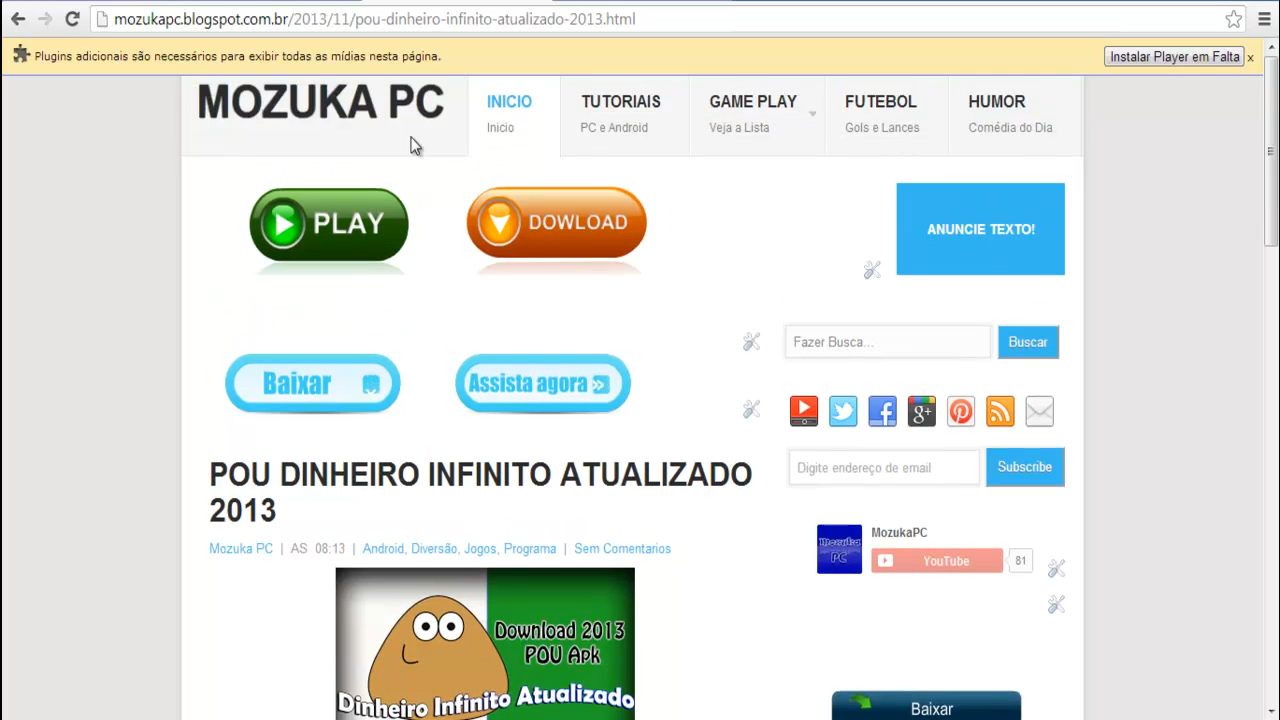 mozukapc.blogspot.com.br/2013/11/pou-dinheiro-infinito-atualizado-2013.html
Plugins adicionais são necessários para exibir todas as mídias nesta página.
Instalar Player em Falta
x
MOZUKA PC
INICIO
Inicio
TUTORIAIS
PC e Android
GAME PLAY
Veja a Lista
FUTEBOL
Gols e Lances
HUMOR
Comédia do Dia
PLAY
DOWLOAD
ANUNCIE TEXTO!
Fazer Busca...
Buscar
Baixar
Assista agora
Digite endereço de email
Subscribe
POU DINHEIRO INFINITO ATUALIZADO
2013
Mozuka PC | AS 08:13 | Android, Diversão, Jogos, Programa | Sem Comentarios
Mozuka
PC
MozukaPC
YouTube
81
Download 2013
POU Apk
Dinheiro Infinito Atualizado
Baixar